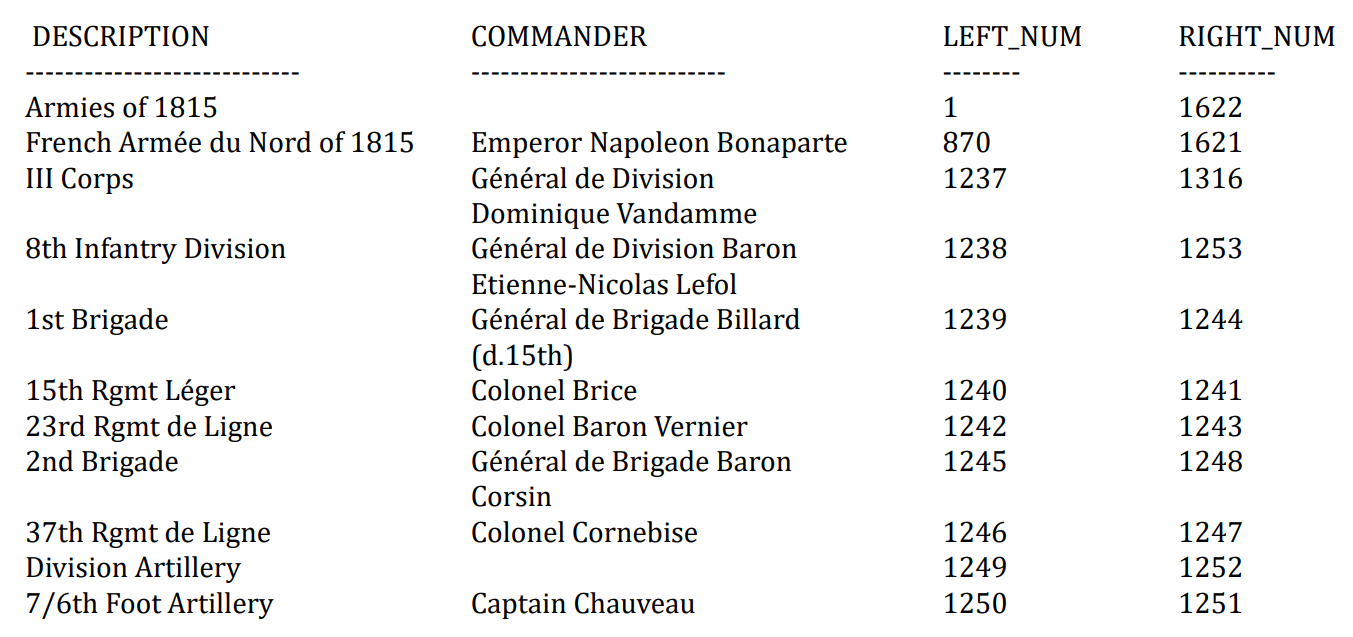 DESCRIPTION COMMANDER LEFT_NUM RIGHT_NUM
---------------------------- -------------------------- -------- ----------
Armies of 1815 1 1622
French Armée du Nord of 1815 Emperor Napoleon Bonaparte 870 1621
III Corps Général de Division 1237 1316
Dominique Vandamme
8th Infantry Division Général de Division Baron 1238 1253
Etienne-Nicolas Lefol
1st Brigade Général de Brigade Billard 1239 1244
(d.15th)
15th Rgmt Léger Colonel Brice 1240 1241
23rd Rgmt de Ligne Colonel Baron Vernier 1242 1243
2nd Brigade Général de Brigade Baron 1245 1248
Corsin
37th Rgmt de Ligne Colonel Cornebise 1246 1247
Division Artillery 1249 1252
7/6th Foot Artillery Captain Chauveau 1250 1251